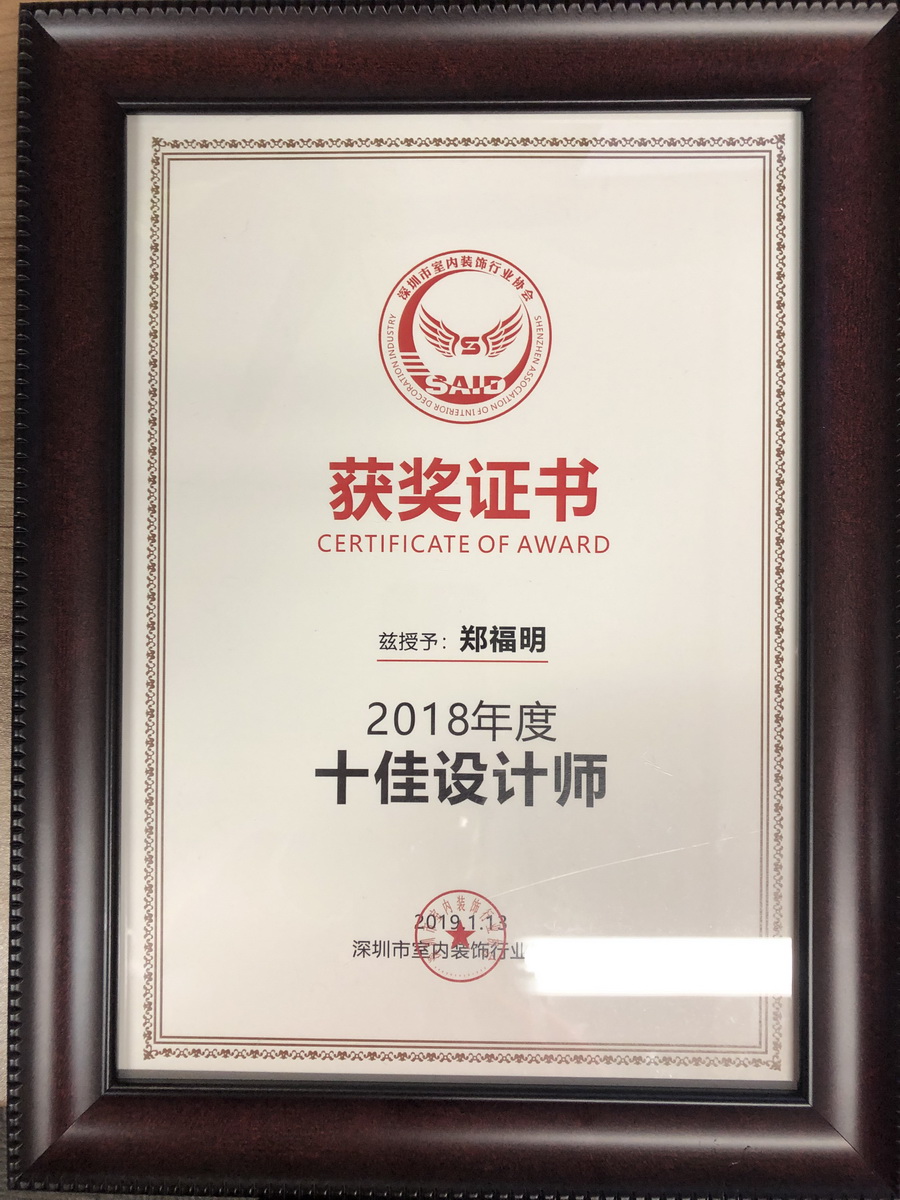 深圳市室内装饰行业协会
SHENZHEN ASSOCIATION OF INTERIOR DECORATION INDUSTRY
S
SAID
获奖证书
CERTIFICATE OF AWARD
兹授予：郑福明
2018年度
十佳设计师
2019.1.13
深圳市室内装饰行业